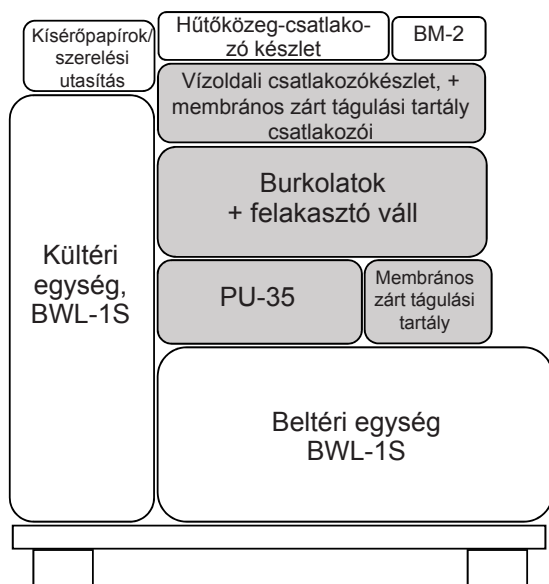 Kísérőpapírok/
szerelési
utasítás
Hűtőközeg-csatlako-
zó készlet
BM-2
Vízoldali csatlakozókészlet, +
membrános zárt tágulási tartály
csatlakozói
Burkolatok
+ felakasztó váll
Kültéri
egység,
BWL-1S
PU-35
Membrános
zárt tágulási
tartály
Beltéri egység
BWL-1S